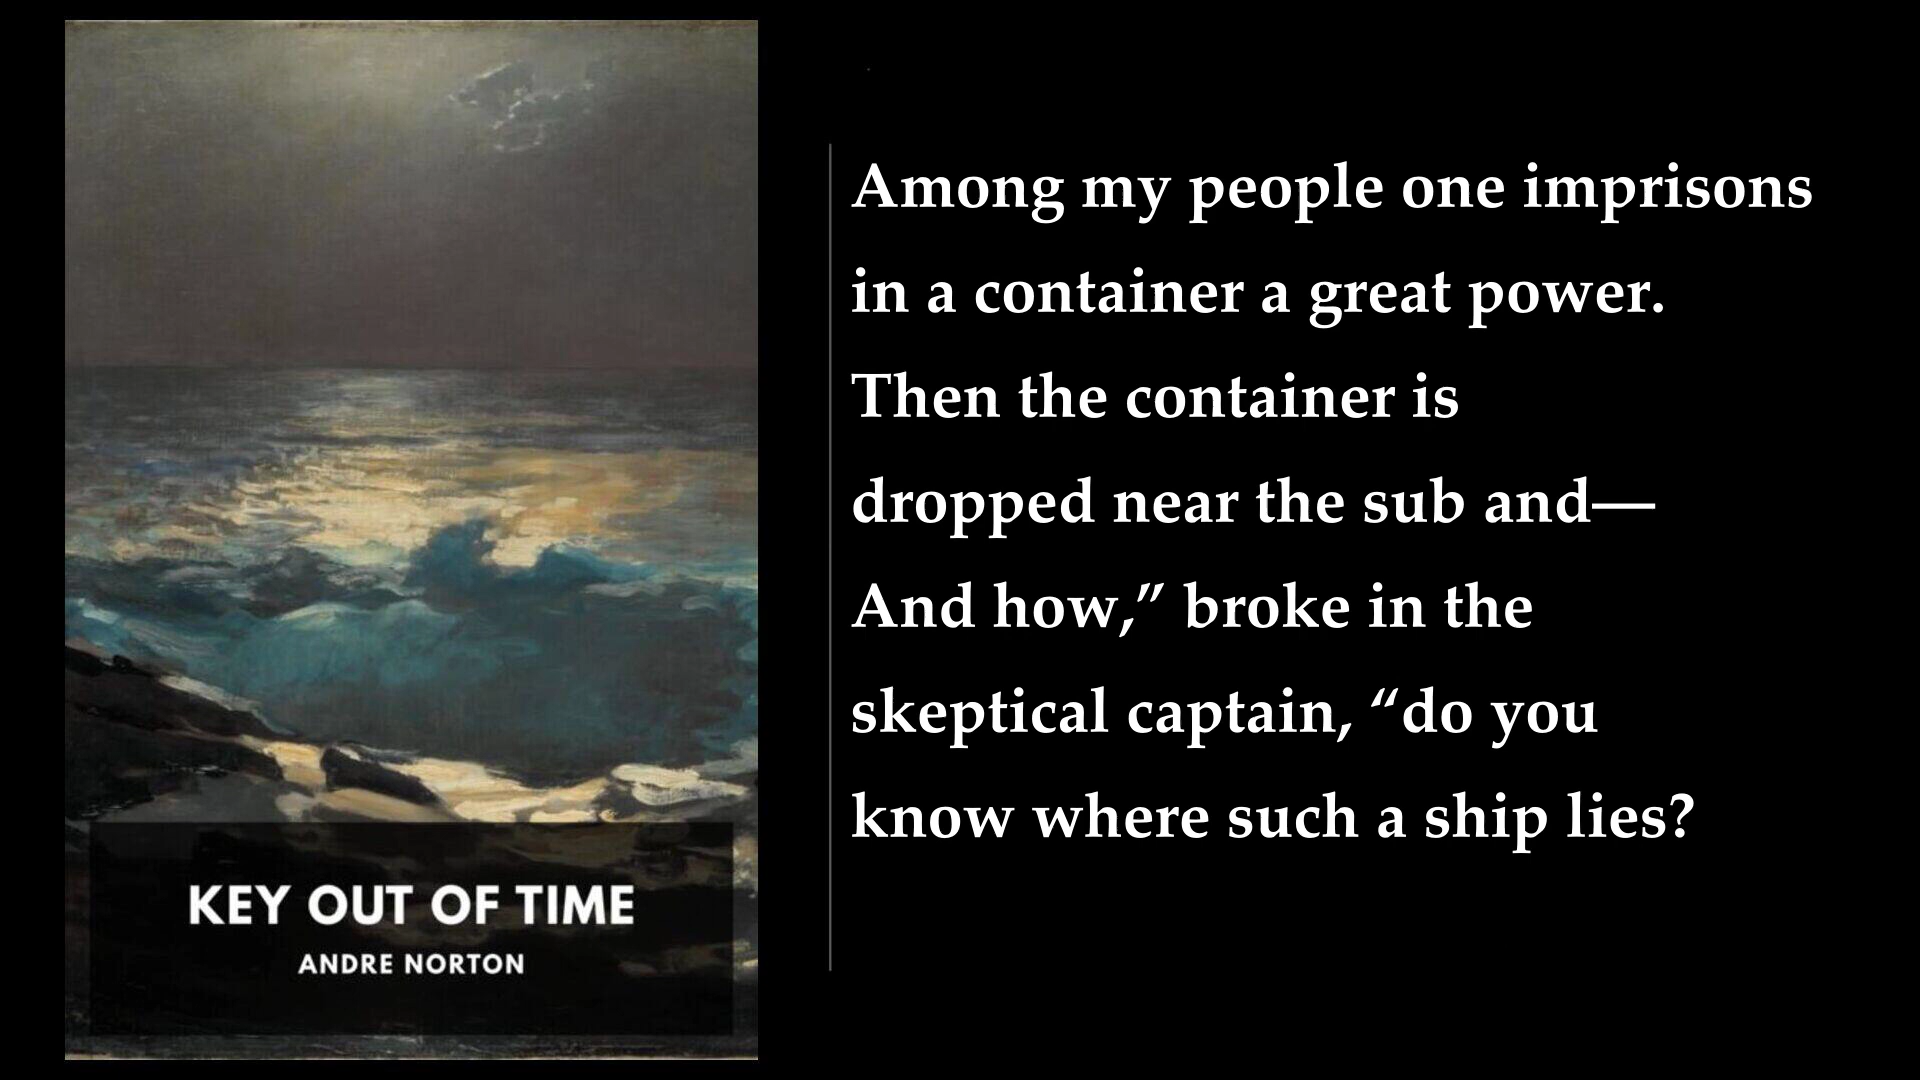 KEY OUT OF TIME
ANDRE NORTON
Among my people one imprisons
in a container a great power.
Then the container is
dropped near the sub and—
And how,” broke in the
skeptical captain, “do you
know where such a ship lies?